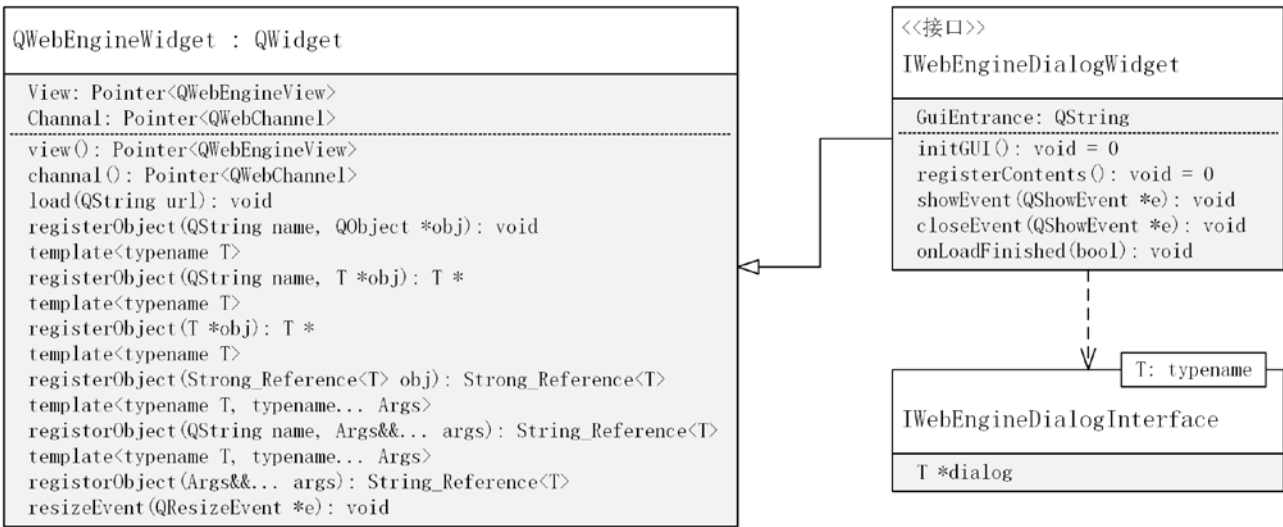 QWebEngineWidget : QWidget
View: Pointer<QWebEngineView>
Channal: Pointer<QWebChannel>
view(): Pointer<QWebEngineView>
channal(): Pointer<QWebChannel>
load(QString url): void
registerObject(QString name, QObject *obj): void
template<typename T>
registerObject(QString name, T *obj): T *
template<typename T>
registerObject(T *obj): T *
template<typename T>
registerObject(Strong_Reference<T> obj): Strong_Reference<T>
template<typename T, typename... Args>
registorObject(QString name, Args&&... args): String_Reference<T>
template<typename T, typename... Args>
registorObject(Args&&... args): String_Reference<T>
resizeEvent(QResizeEvent *e): void
<<接口>>
IWebEngineDialogWidget
GuiEntrance: QString
initGUI(): void = 0
registerContents(): void = 0
showEvent(QShowEvent *e): void
closeEvent(QShowEvent *e): void
onLoadFinished(bool): void
T: typename
IWebEngineDialogInterface
T *dialog